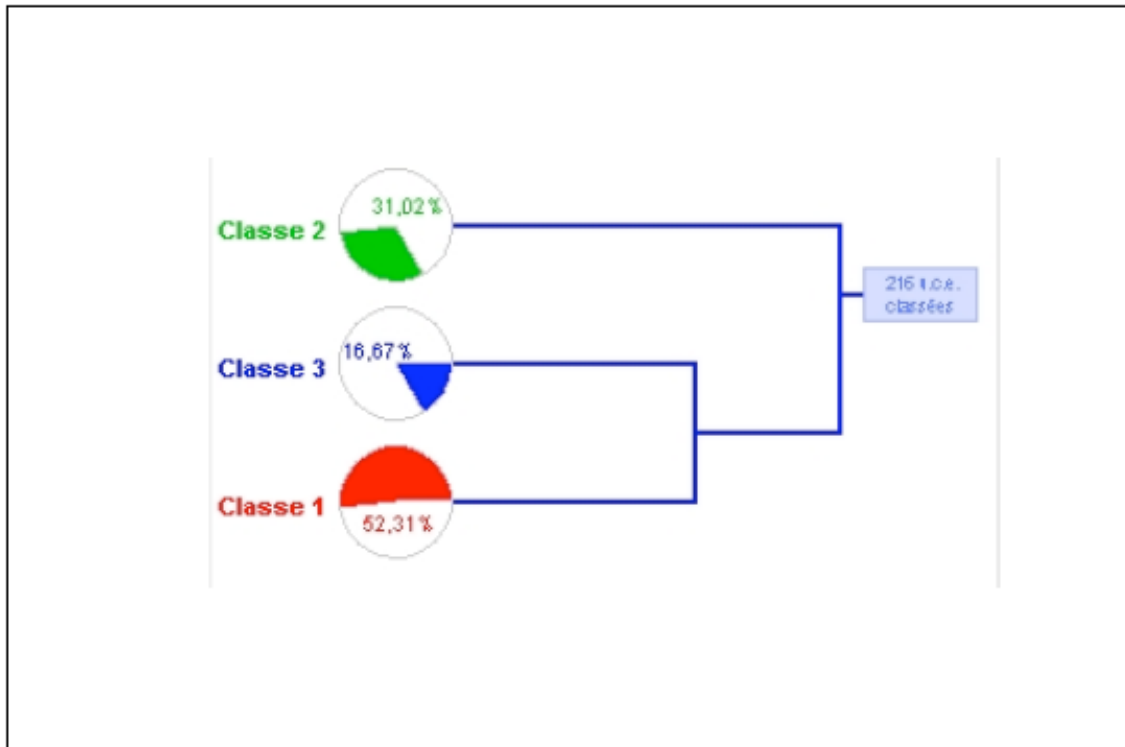 31,02 %
Classe 2
216 u.c.e.
classées
16,67 %
Classe 3
Classe 1
52,31 %